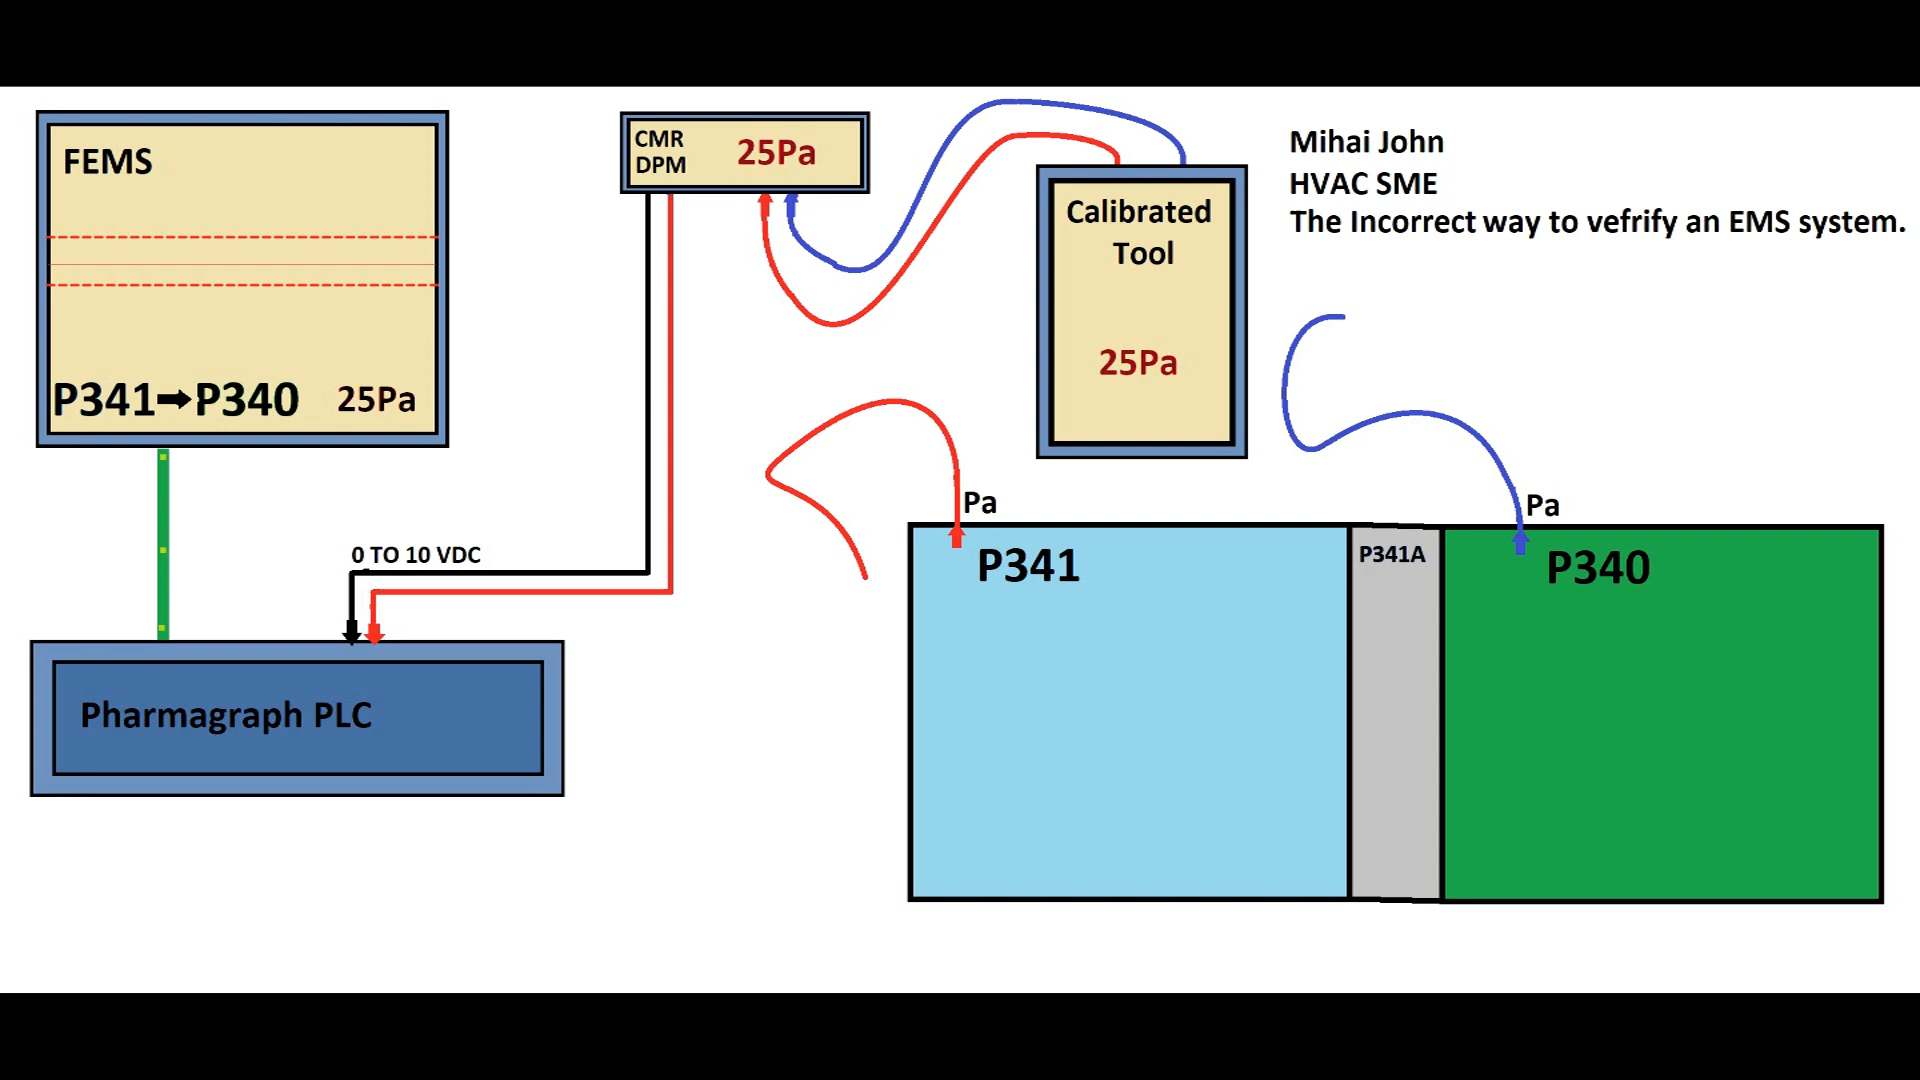 FEMS
P341➡P340 25Pa
CMR
DPM
25Pa
Calibrated
Tool
25Pa
Mihai John
HVAC SME
The Incorrect way to vefrify an EMS system.
0 TO 10 VDC
Pharmagraph PLC
Pa
P341
P341A
Pa
P340